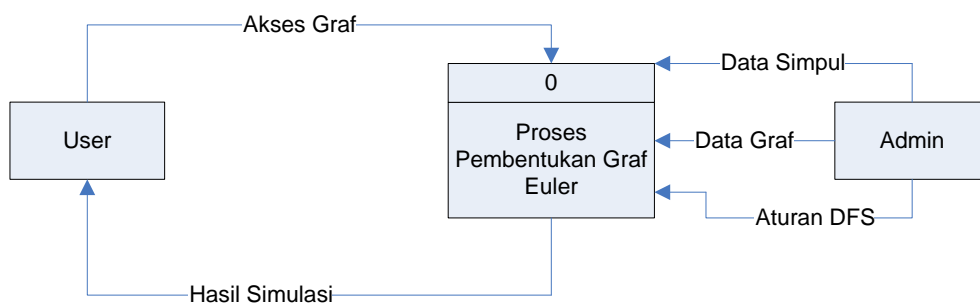 Akses Graf
0
Data Simpul
User
Proses
Pembentukan Graf
Euler
Data Graf
Admin
Aturan DFS
Hasil Simulasi